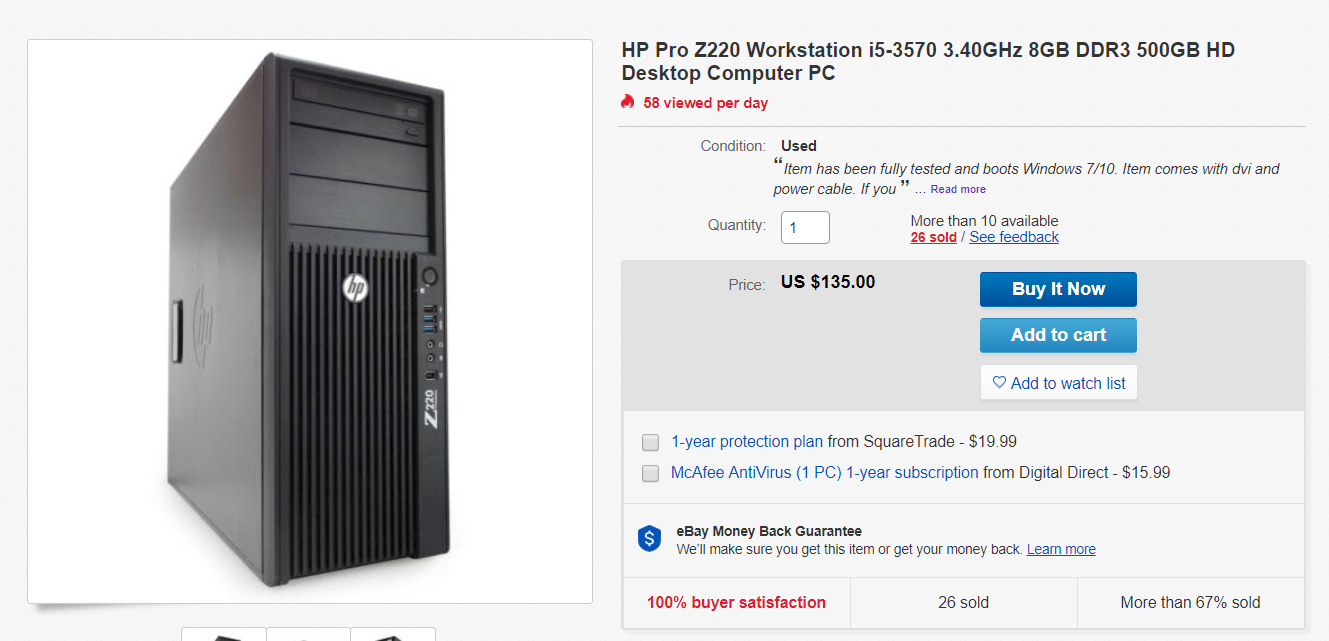 HP Pro Z220 Workstation i5-3570 3.40GHz 8GB DDR3 500GB HD
Desktop Computer PC
58 viewed per day
Condition: Used
“Item has been fully tested and boots Windows 7/10. Item comes with dvi and
power cable. If you ” ... Read more
Quantity: 1 More than 10 available
26 sold / See feedback
Price: US $135.00 Buy It Now
Add to cart
Add to watch list
1-year protection plan from SquareTrade - $19.99
McAfee AntiVirus (1 PC) 1-year subscription from Digital Direct - $15.99
eBay Money Back Guarantee
We'll make sure you get this item or get your money back. Learn more
100% buyer satisfaction 26 sold More than 67% sold
hp
hp
Z220